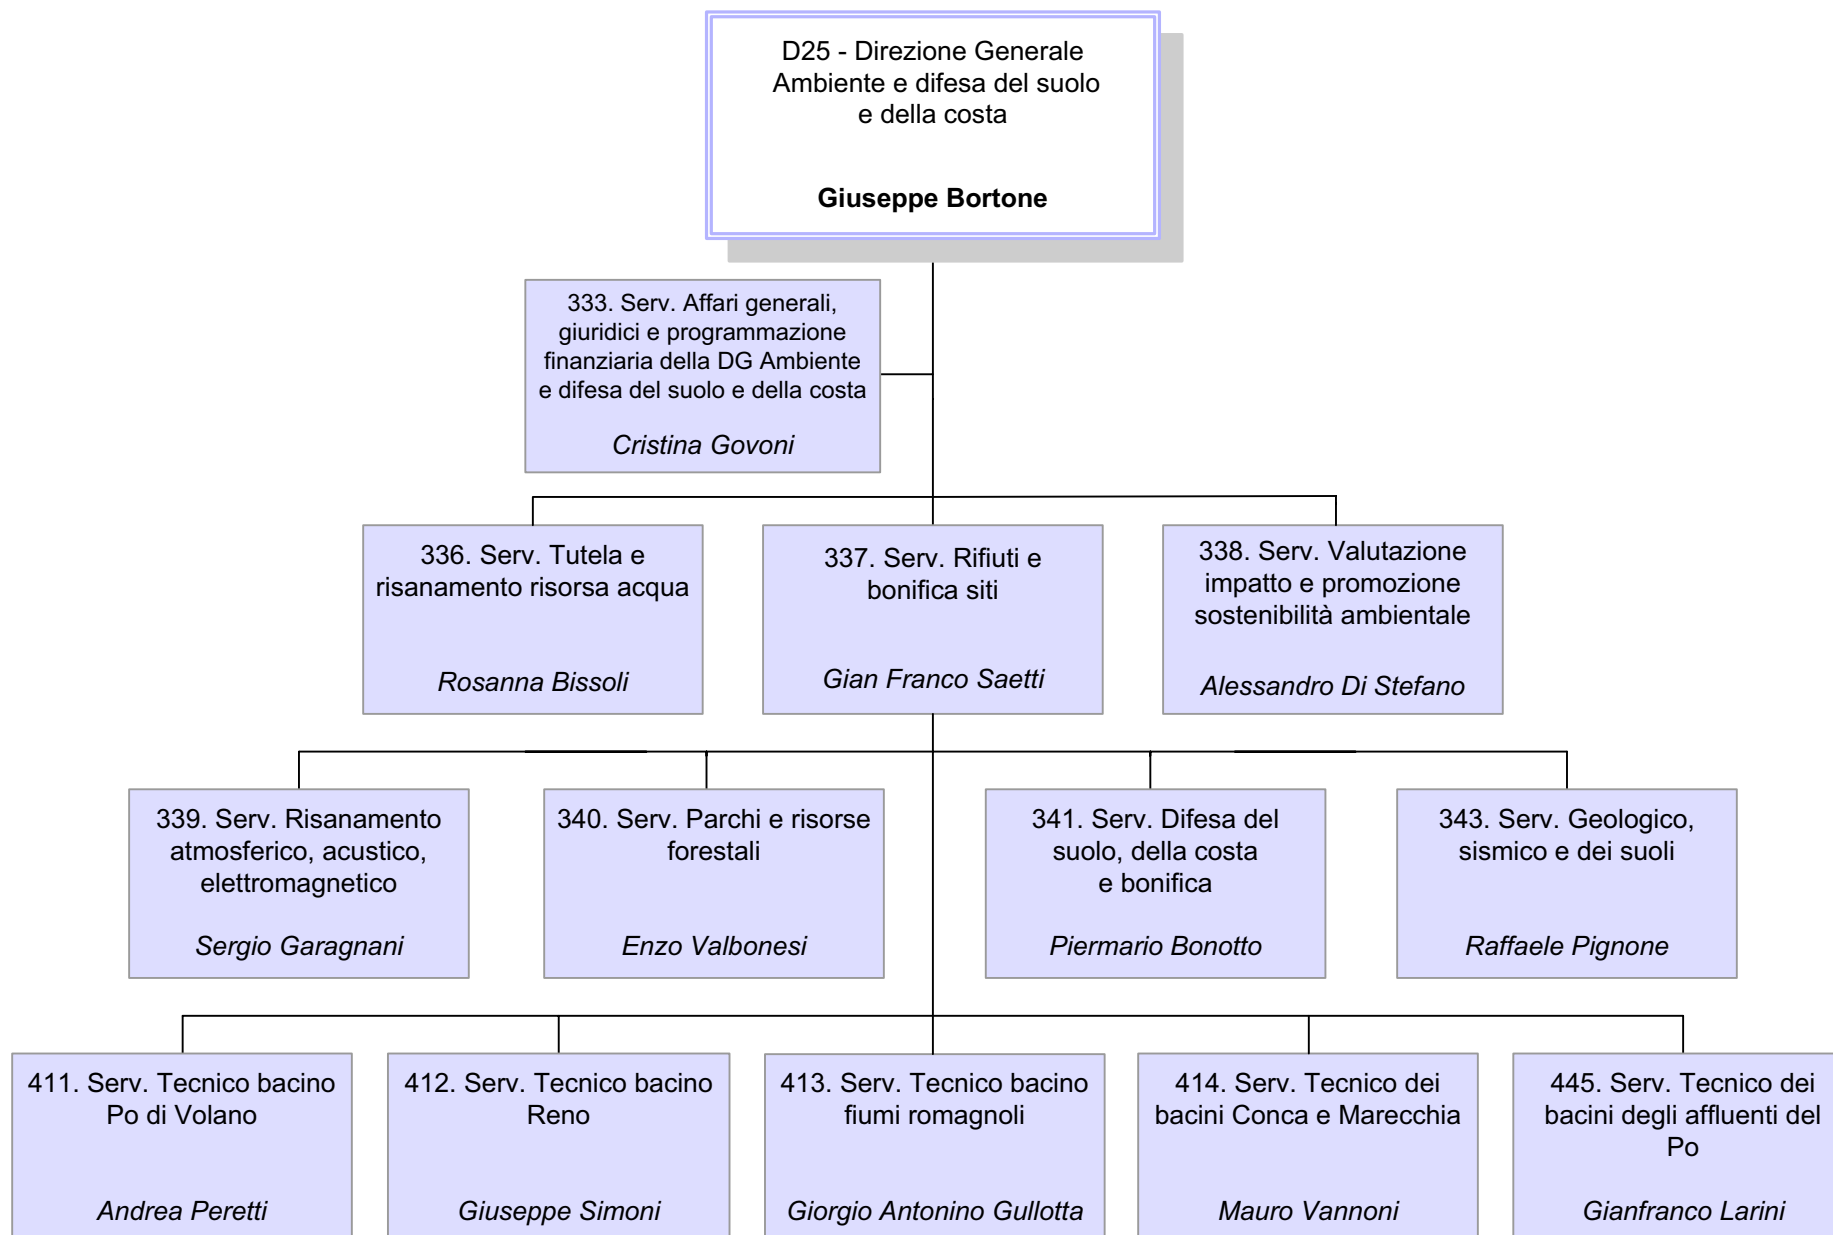 D25 - Direzione Generale
Ambiente e difesa del suolo
e della costa
Giuseppe Bortone
333. Serv. Affari generali,
giuridici e programmazione
finanziaria della DG Ambiente
e difesa del suolo e della costa
Cristina Govoni
336. Serv. Tutela e
risanamento risorsa acqua
Rosanna Bissoli
337. Serv. Rifiuti e
bonifica siti
Gian Franco Saetti
338. Serv. Valutazione
impatto e promozione
sostenibilità ambientale
Alessandro Di Stefano
339. Serv. Risanamento
atmosferico, acustico,
elettromagnetico
Sergio Garagnani
340. Serv. Parchi e risorse
forestali
Enzo Valbonesi
341. Serv. Difesa del
suolo, della costa
e bonifica
Piermario Bonotto
343. Serv. Geologico,
sismico e dei suoli
Raffaele Pignone
411. Serv. Tecnico bacino
Po di Volano
Andrea Peretti
412. Serv. Tecnico bacino
Reno
Giuseppe Simoni
413. Serv. Tecnico bacino
fiumi romagnoli
Giorgio Antonino Gullotta
414. Serv. Tecnico dei
bacini Conca e Marecchia
Mauro Vannoni
445. Serv. Tecnico dei
bacini degli affluenti del
Po
Gianfranco Larini